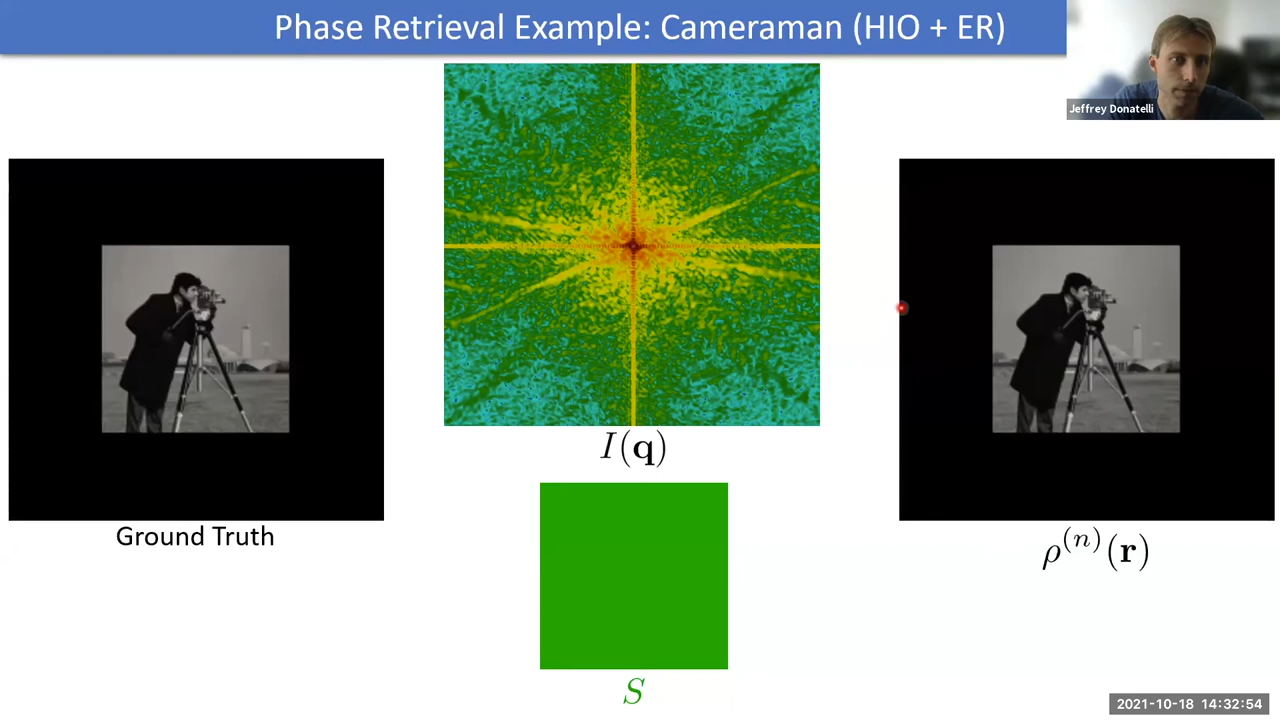 Phase Retrieval Example: Cameraman (HIO + ER)
Jeffrey Donatelli
I(q)
Ground Truth
ρ⁽ⁿ⁾(r)
S
2021-10-18 14:32:54